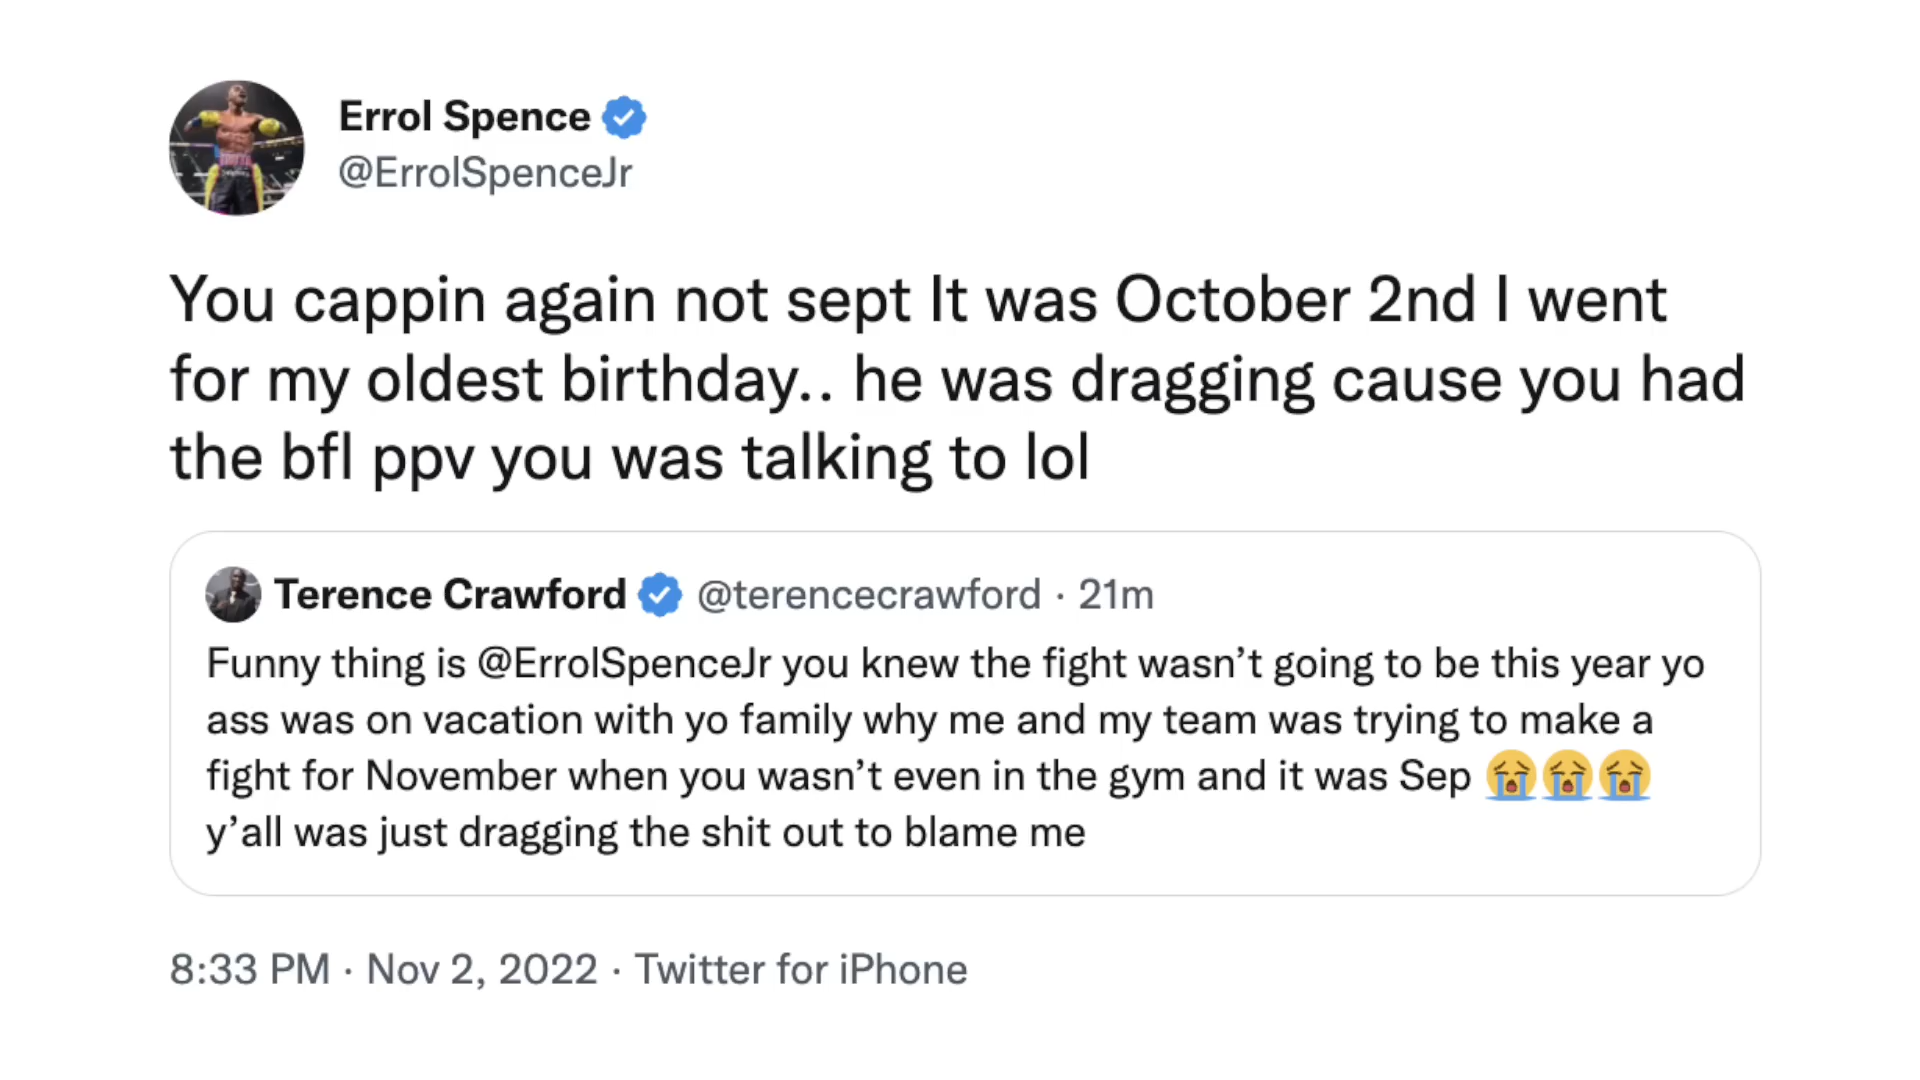 Errol Spence
@ErrolSpenceJr
You cappin again not sept It was October 2nd I went
for my oldest birthday.. he was dragging cause you had
the bfl ppv you was talking to lol
Terence Crawford @terencecrawford · 21m
Funny thing is @ErrolSpenceJr you knew the fight wasn’t going to be this year yo
ass was on vacation with yo family why me and my team was trying to make a
fight for November when you wasn’t even in the gym and it was Sep 😭😭😭
y’all was just dragging the shit out to blame me
8:33 PM · Nov 2, 2022 · Twitter for iPhone